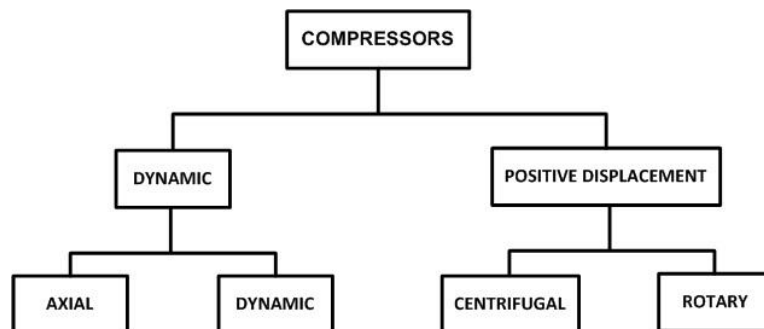 COMPRESSORS
DYNAMIC
POSITIVE DISPLACEMENT
AXIAL
DYNAMIC
CENTRIFUGAL
ROTARY